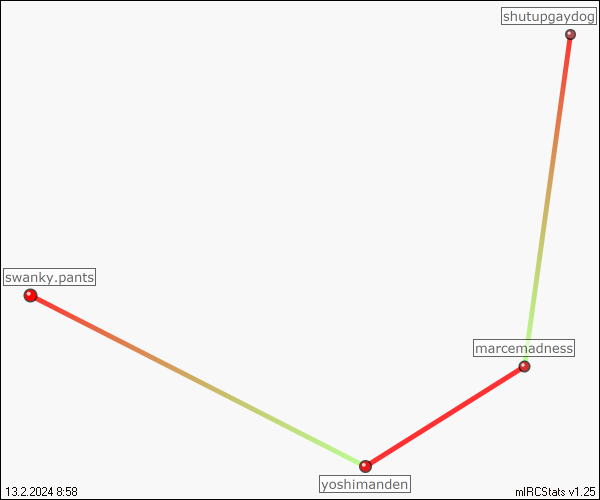 shutupgaydog
swanky.pants
marcemadness
yoshimanden
13.2.2024 8:58
mIRCStats v1.25